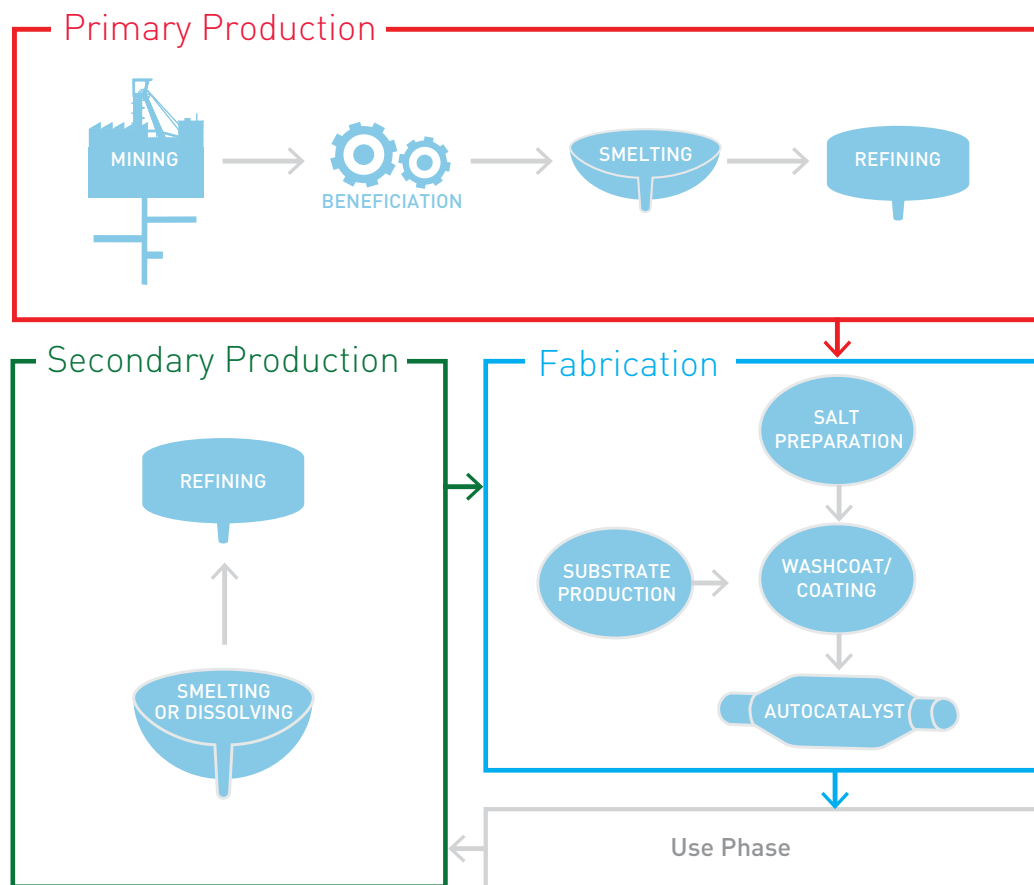 Primary Production
MINING
BENEFICIATION
SMELTING
REFINING
Secondary Production
REFINING
SMELTING
OR DISSOLVING
Fabrication
SALT
PREPARATION
SUBSTRATE
PRODUCTION
WASHCOAT/
COATING
AUTOCATALYST
Use Phase